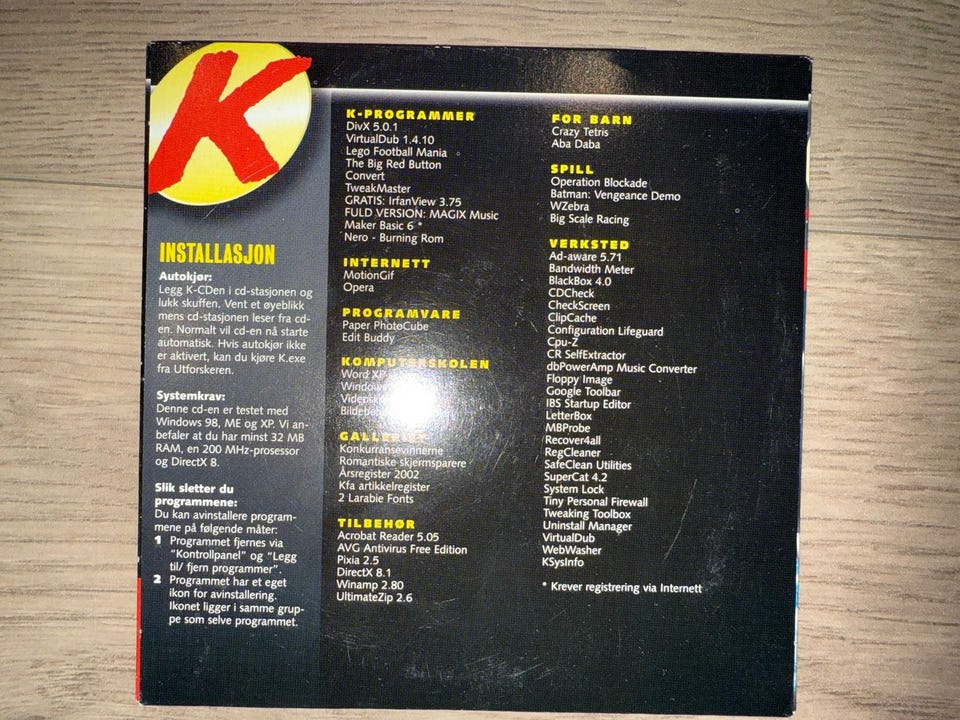 K
INSTALLASJON
Autokjør:
Legg K-CDen i cd-stasjonen og
lukk skuffen. Vent et øyeblikk
mens cd-stasjonen leser fra cd-
en. Normalt vil cd-en nå starte
automatisk. Hvis autokjør ikke
er aktivert, kan du kjøre K.exe
fra Utforskeren.
Systemkrav:
Denne cd-en er testet med
Windows 98, ME og XP. Vi an-
befaler at du har minst 32 MB
RAM, en 200 MHz-prosessor
og DirectX 8.
Slik sletter du
programmene:
Du kan avinstallere program-
mene på følgende måter:
1 Programmet fjernes via
"Kontrollpanel" og "Legg
til/ fjern programmer".
2 Programmet har et eget
ikon for avinstallering.
Ikonet ligger i samme grup-
pe som selve programmet.
K-PROGRAMMER
DivX 5.0.1
VirtualDub 1.4.10
Lego Football Mania
The Big Red Button
Convert
TweakMaster
GRATIS: IrfanView 3.75
FULD VERSION: MAGIX Music
Maker Basic 6 *
Nero - Burning Rom
INTERNETT
MotionGif
Opera
PROGRAMVARE
Paper PhotoCube
Edit Buddy
KOMPUTERSKOLEN
Word XP
Windows
GALLERIET
Konkurransevinnerne
Romantiske skjermsparere
Årsregister 2002
Kfa artikkelregister
2 Larabie Fonts
TILBEHØR
Acrobat Reader 5.05
AVG Antivirus Free Edition
Pixia 2.5
DirectX 8.1
Winamp 2.80
UltimateZip 2.6
FOR BARN
Crazy Tetris
Aba Daba
SPILL
Operation Blockade
Batman: Vengeance Demo
WZebra
Big Scale Racing
VERKSTED
Ad-aware 5.71
Bandwidth Meter
BlackBox 4.0
CDCheck
CheckScreen
ClipCache
Configuration Lifeguard
Cpu-Z
CR SelfExtractor
dbPowerAmp Music Converter
Floppy Image
Google Toolbar
IBS Startup Editor
LetterBox
MBProbe
Recover4all
RegCleaner
SafeClean Utilities
SuperCat 4.2
System Lock
Tiny Personal Firewall
Tweaking Toolbox
Uninstall Manager
VirtualDub
WebWasher
KSysInfo
* Krever registrering via Internett